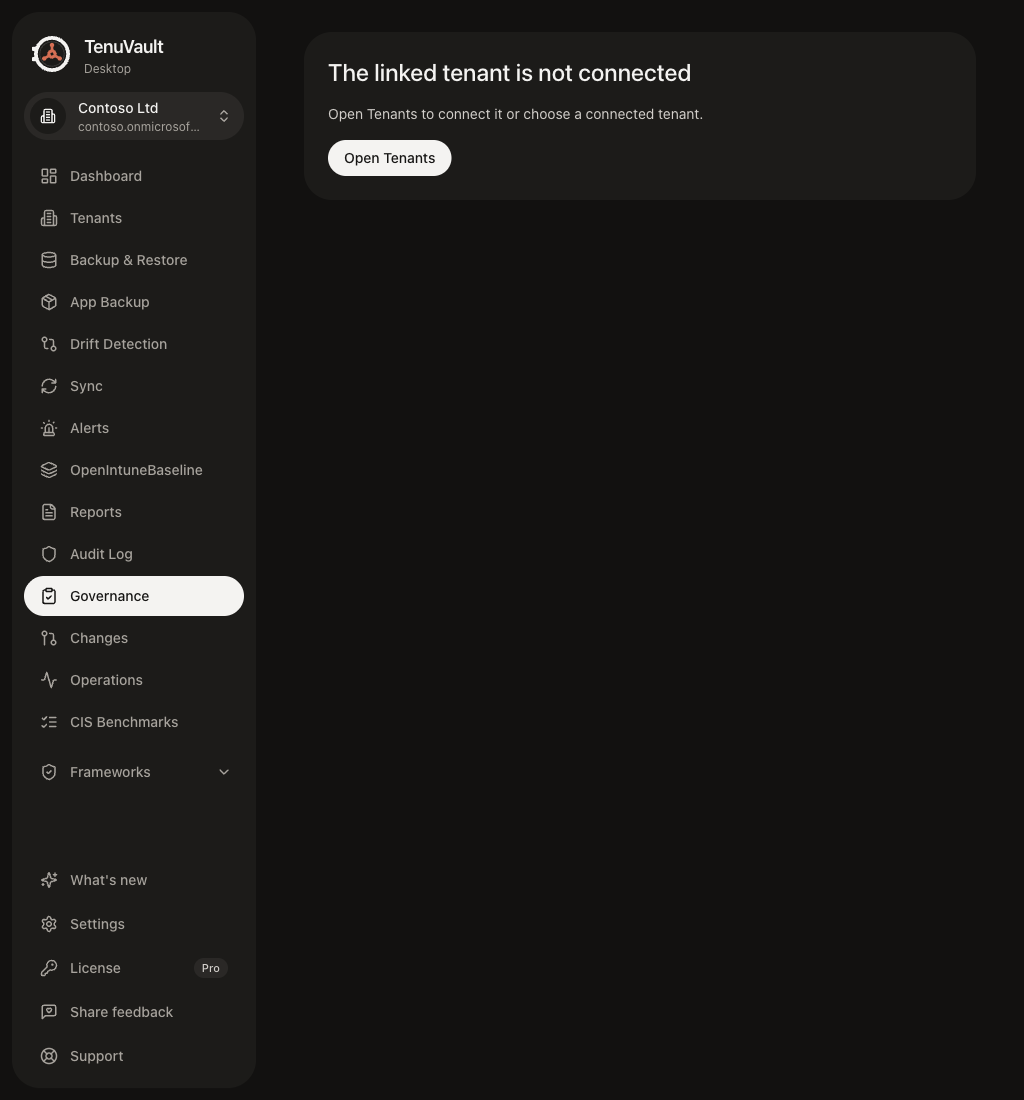 TenuVault
Desktop
Contoso Ltd
contoso.onmicrosof...
Dashboard
Tenants
Backup & Restore
App Backup
Drift Detection
Sync
Alerts
OpenIntuneBaseline
Reports
Audit Log
Governance
Changes
Operations
CIS Benchmarks
Frameworks
What's new
Settings
License
Pro
Share feedback
Support
The linked tenant is not connected
Open Tenants to connect it or choose a connected tenant.
Open Tenants